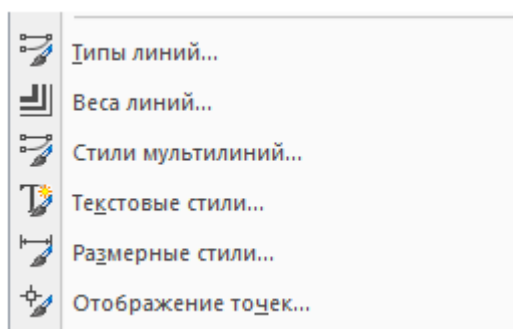 Типы линий...
Веса линий...
Стили мультилиний...
Текстовые стили...
Размерные стили...
Отображение точек...